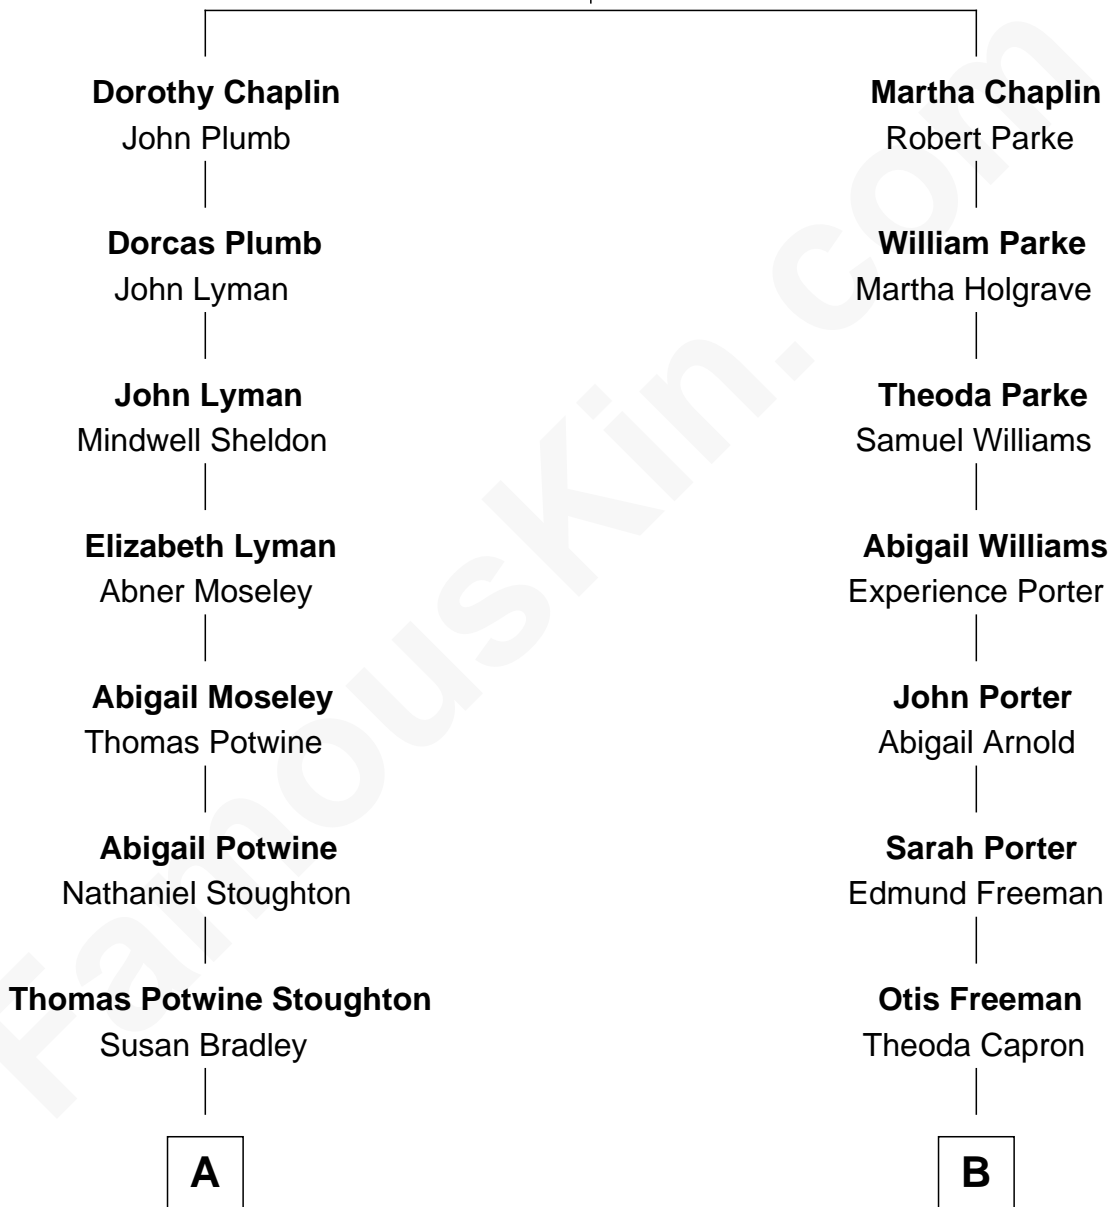 Dorothy Chaplin
John Plumb
Dorcas Plumb
John Lyman
John Lyman
Mindwell Sheldon
Elizabeth Lyman
Abner Moseley
Abigail Moseley
Thomas Potwine
Abigail Potwine
Nathaniel Stoughton
Thomas Potwine Stoughton
Susan Bradley
A
Martha Chaplin
Robert Parke
William Parke
Martha Holgrave
Theoda Parke
Samuel Williams
Abigail Williams
Experience Porter
John Porter
Abigail Arnold
Sarah Porter
Edmund Freeman
Otis Freeman
Theoda Capron
B
FamousKin.com